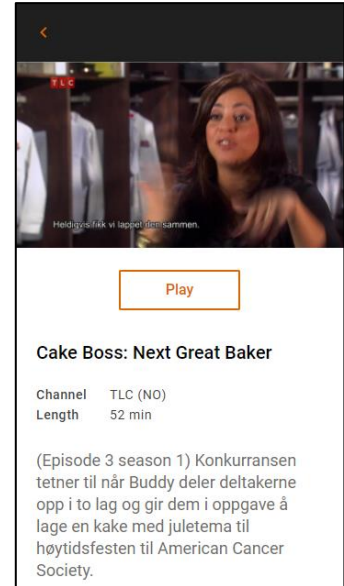 TLC
Heldigvis fikk vi lappet den sammen.
Play
Cake Boss: Next Great Baker
Channel TLC (NO)
Length 52 min
(Episode 3 season 1) Konkurransen
tetner til når Buddy deler deltakerne
opp i to lag og gir dem i oppgave å
lage en kake med juletema til
høytidsfesten til American Cancer
Society.